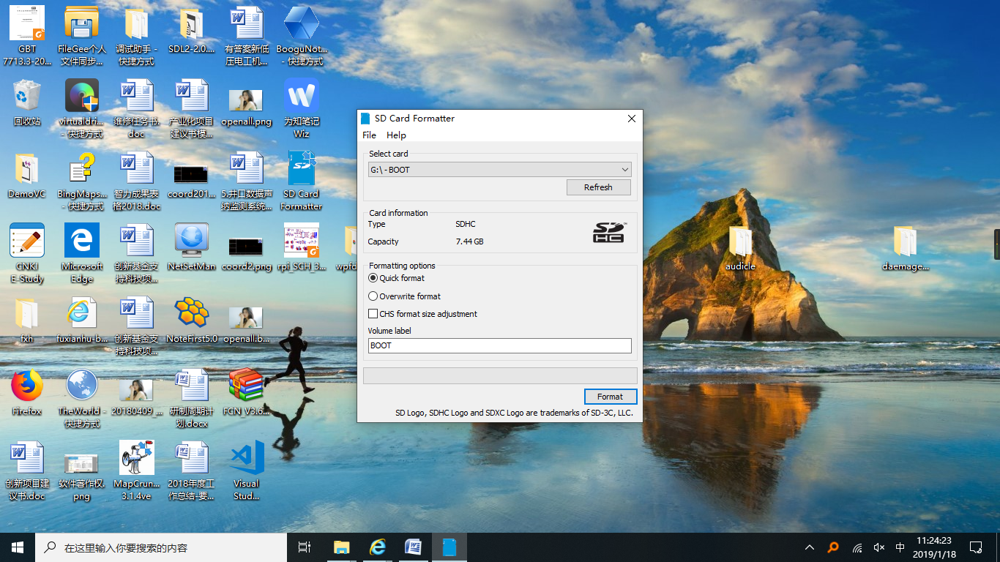 GBT
7713.3-20...
FileGee个人
文件同步...
调试助手 -
快捷方式
SDL2-2.0....
有答案新低
压电工机...
BooguNot...
- 快捷方式
回收站
virtualdri...
- 快捷方式
维修任务书.
doc
产业化项目
建议书模...
openall.png
为知笔记
Wiz
DemoVC
BingMaps...
- 快捷方式
智力成果表
格2018.doc
coord201...
5.井口数据声
纳监测系统...
SD Card
Formatter
CNKI
E-Study
Microsoft
Edge
创新基金支
持科技项...
NetSetMan
coord2.png
rpi_SCH_3...
wpfd
audicle
daemage...
fxh
fuxianhu-b...
创新基金支
持科技项...
NoteFirst5.0
openall.b...
Firefox
TheWorld -
快捷方式
20180409_...
研制周期计
划.docx
FCN_V3.6...
创新项目建
议书.doc
软件著作权.
png
MapCrun...
3.1.4ve
2018年度工
作总结-要...
Visual
Stud...
SD Card Formatter
File Help
Select card
G:\ - BOOT
Refresh
Card information
Type SDHC
Capacity 7.44 GB
SD HC
TM
Formatting options
Quick format
Overwrite format
CHS format size adjustment
Volume label
BOOT
Format
SD Logo, SDHC Logo and SDXC Logo are trademarks of SD-3C, LLC.
在这里输入你要搜索的内容
中
11:24:23
2019/1/18